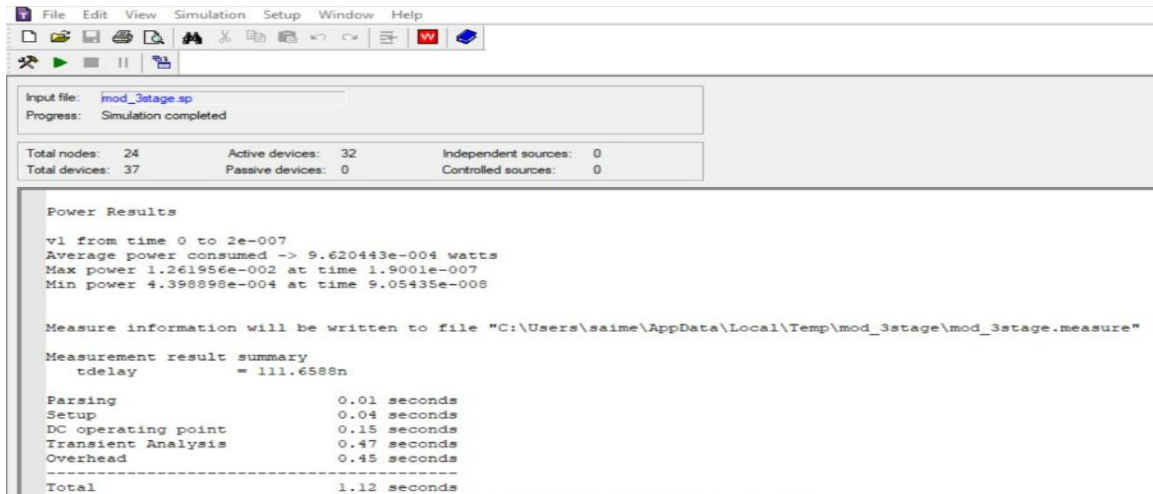 File Edit View Simulation Setup Window Help
Input file: mod_3stage.sp
Progress: Simulation completed
Total nodes: 24 Active devices: 32 Independent sources: 0
Total devices: 37 Passive devices: 0 Controlled sources: 0
Power Results
v1 from time 0 to 2e-007
Average power consumed -> 9.620443e-004 watts
Max power 1.261956e-002 at time 1.9001e-007
Min power 4.398898e-004 at time 9.05435e-008
Measure information will be written to file "C:\Users\saime\AppData\Local\Temp\mod_3stage\mod_3stage.measure"
Measurement result summary
tdelay = 111.6588n
Parsing 0.01 seconds
Setup 0.04 seconds
DC operating point 0.15 seconds
Transient Analysis 0.47 seconds
Overhead 0.45 seconds
-----------------------------------------
Total 1.12 seconds